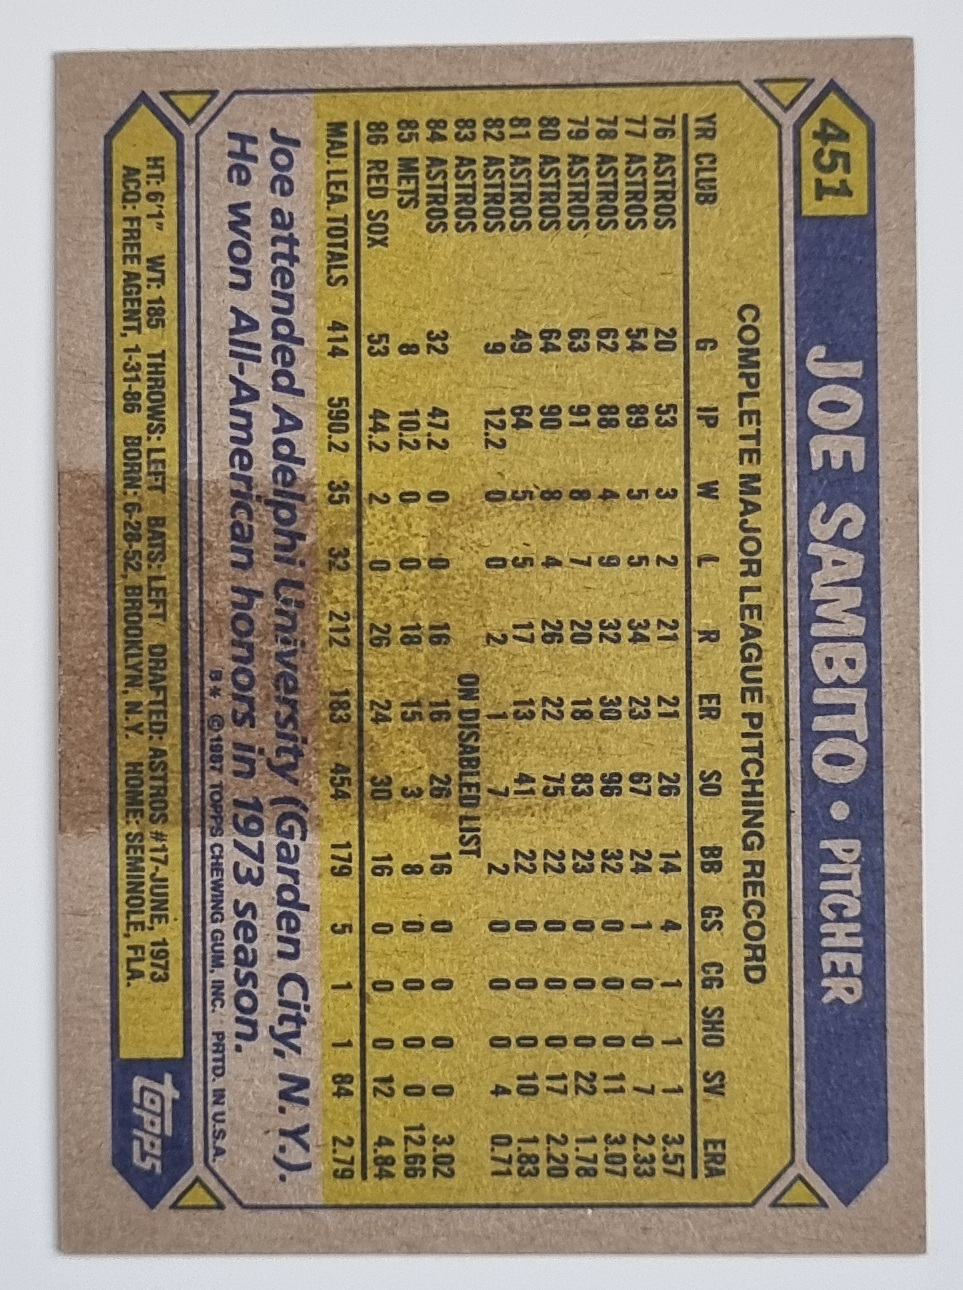 451 JOE SAMBITO • PITCHER
COMPLETE MAJOR LEAGUE PITCHING RECORD
YR CLUB G IP W L R ER SO BB GS CG SHO SV ERA
76 ASTROS 20 53 3 2 21 21 26 14 4 1 1 1 3.57
77 ASTROS 54 89 5 5 34 23 67 24 1 0 0 7 2.33
78 ASTROS 62 88 4 9 32 30 96 32 0 0 0 11 3.07
79 ASTROS 63 91 8 7 20 18 83 23 0 0 0 22 1.78
80 ASTROS 64 90 8 4 26 22 75 22 0 0 0 17 2.20
81 ASTROS 49 64 5 5 17 13 41 22 0 0 0 10 1.83
82 ASTROS 9 12.2 0 0 2 1 7 2 0 0 0 4 0.71
83 ASTROS ON DISABLED LIST
84 ASTROS 32 47.2 0 0 16 16 26 16 0 0 0 0 3.02
85 METS 8 10.2 0 0 18 15 3 8 0 0 0 0 12.66
86 RED SOX 53 44.2 2 0 26 24 30 16 0 0 0 12 4.84
MAJ. LEA. TOTALS 414 590.2 35 32 212 183 454 179 5 1 1 84 2.79
Joe attended Adelphi University (Garden City, N.Y.).
He won All-American honors in 1973 season.
B* © 1987 TOPPS CHEWING GUM, INC. PRTD. IN U.S.A.
HT: 6'1" WT: 185 THROWS: LEFT BATS: LEFT DRAFTED: ASTROS #17-JUNE, 1973
ACQ: FREE AGENT, 1-31-86 BORN: 6-28-52, BROOKLYN, N.Y. HOME: SEMINOLE, FLA.
TOPPS